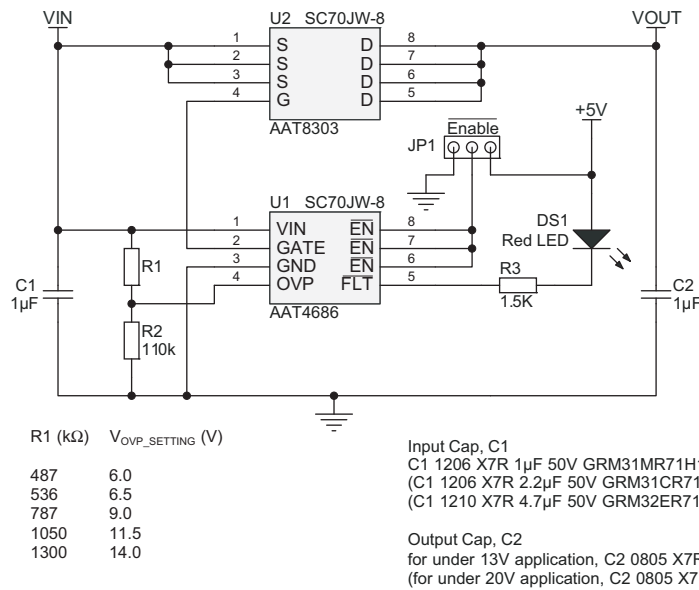 VIN
VOUT
U2 SC70JW-8
1 S D 8
2 S D 7
3 S D 6
4 G D 5
AAT8303
+5V
Enable
JP1
U1 SC70JW-8
1 VIN EN 8
2 GATE EN 7
3 GND EN 6
4 OVP FLT 5
AAT4686
DS1
Red LED
R1
R3
1.5K
C1
1µF
C2
1µF
R2
110k
R1 (kΩ) VOVP_SETTING (V)
487 6.0
536 6.5
787 9.0
1050 11.5
1300 14.0
Input Cap, C1
C1 1206 X7R 1µF 50V GRM31MR71H
(C1 1206 X7R 2.2µF 50V GRM31CR71
(C1 1210 X7R 4.7µF 50V GRM32ER71
Output Cap, C2
for under 13V application, C2 0805
(for under 20V application, C2 0805 X7